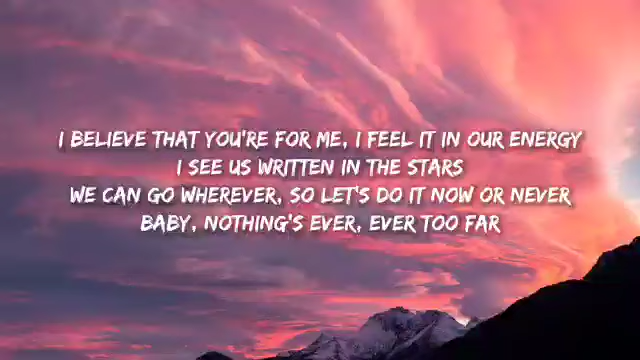 I BELIEVE THAT YOU'RE FOR ME, I FEEL IT IN OUR ENERGY
I SEE US WRITTEN IN THE STARS
WE CAN GO WHEREVER, SO LET'S DO IT NOW OR NEVER
BABY, NOTHING'S EVER, EVER TOO FAR